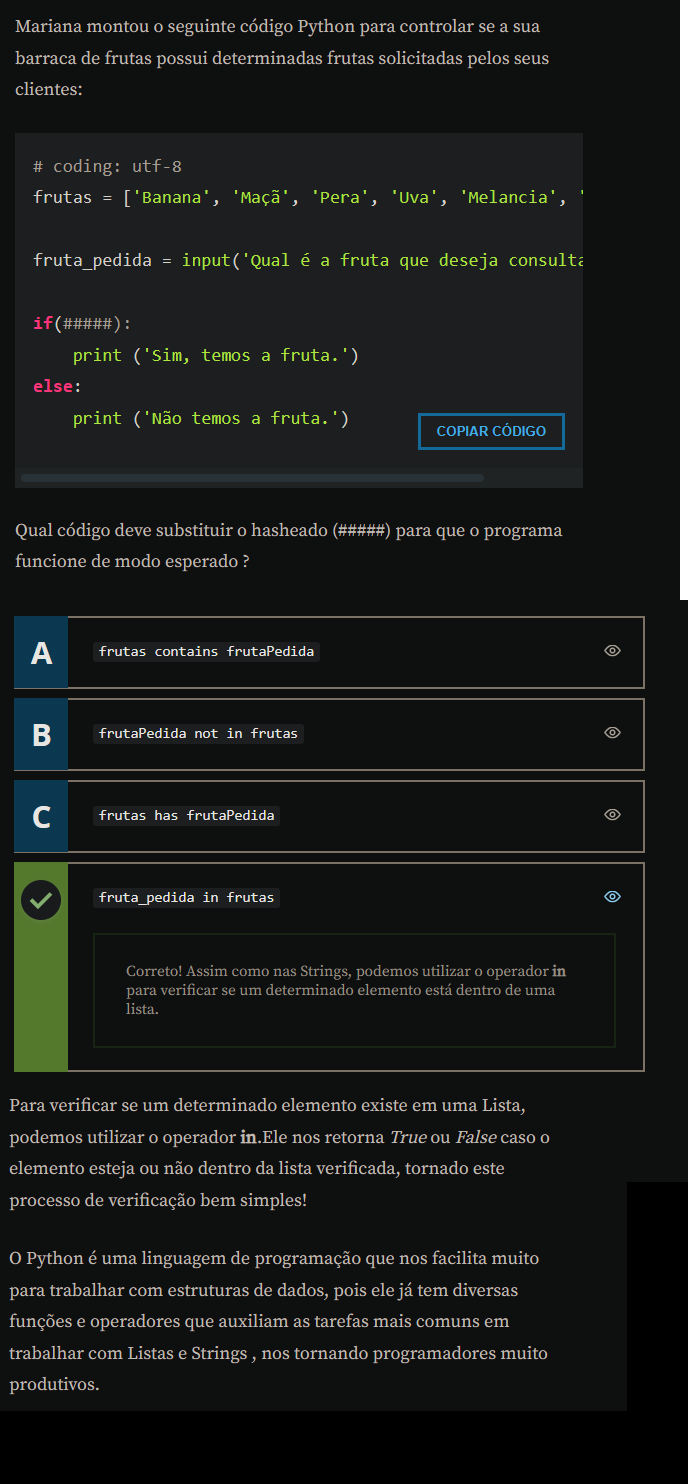 Mariana montou o seguinte código Python para controlar se a sua
barraca de frutas possui determinadas frutas solicitadas pelos seus
clientes:
# coding: utf-8
frutas = ['Banana', 'Maçã', 'Pera', 'Uva', 'Melancia', '
fruta_pedida = input('Qual é a fruta que deseja consulta
if(#####):
print ('Sim, temos a fruta.')
else:
print ('Não temos a fruta.')
COPIAR CÓDIGO
Qual código deve substituir o hasheado (#####) para que o programa
funcione de modo esperado ?
A
frutas contains frutaPedida
B
frutaPedida not in frutas
C
frutas has frutaPedida
fruta_pedida in frutas
Correto! Assim como nas Strings, podemos utilizar o operador in
para verificar se um determinado elemento está dentro de uma
lista.
Para verificar se um determinado elemento existe em uma Lista,
podemos utilizar o operador in.Ele nos retorna True ou False caso o
elemento esteja ou não dentro da lista verificada, tornado este
processo de verificação bem simples!
O Python é uma linguagem de programação que nos facilita muito
para trabalhar com estruturas de dados, pois ele já tem diversas
funções e operadores que auxiliam as tarefas mais comuns em
trabalhar com Listas e Strings , nos tornando programadores muito
produtivos.